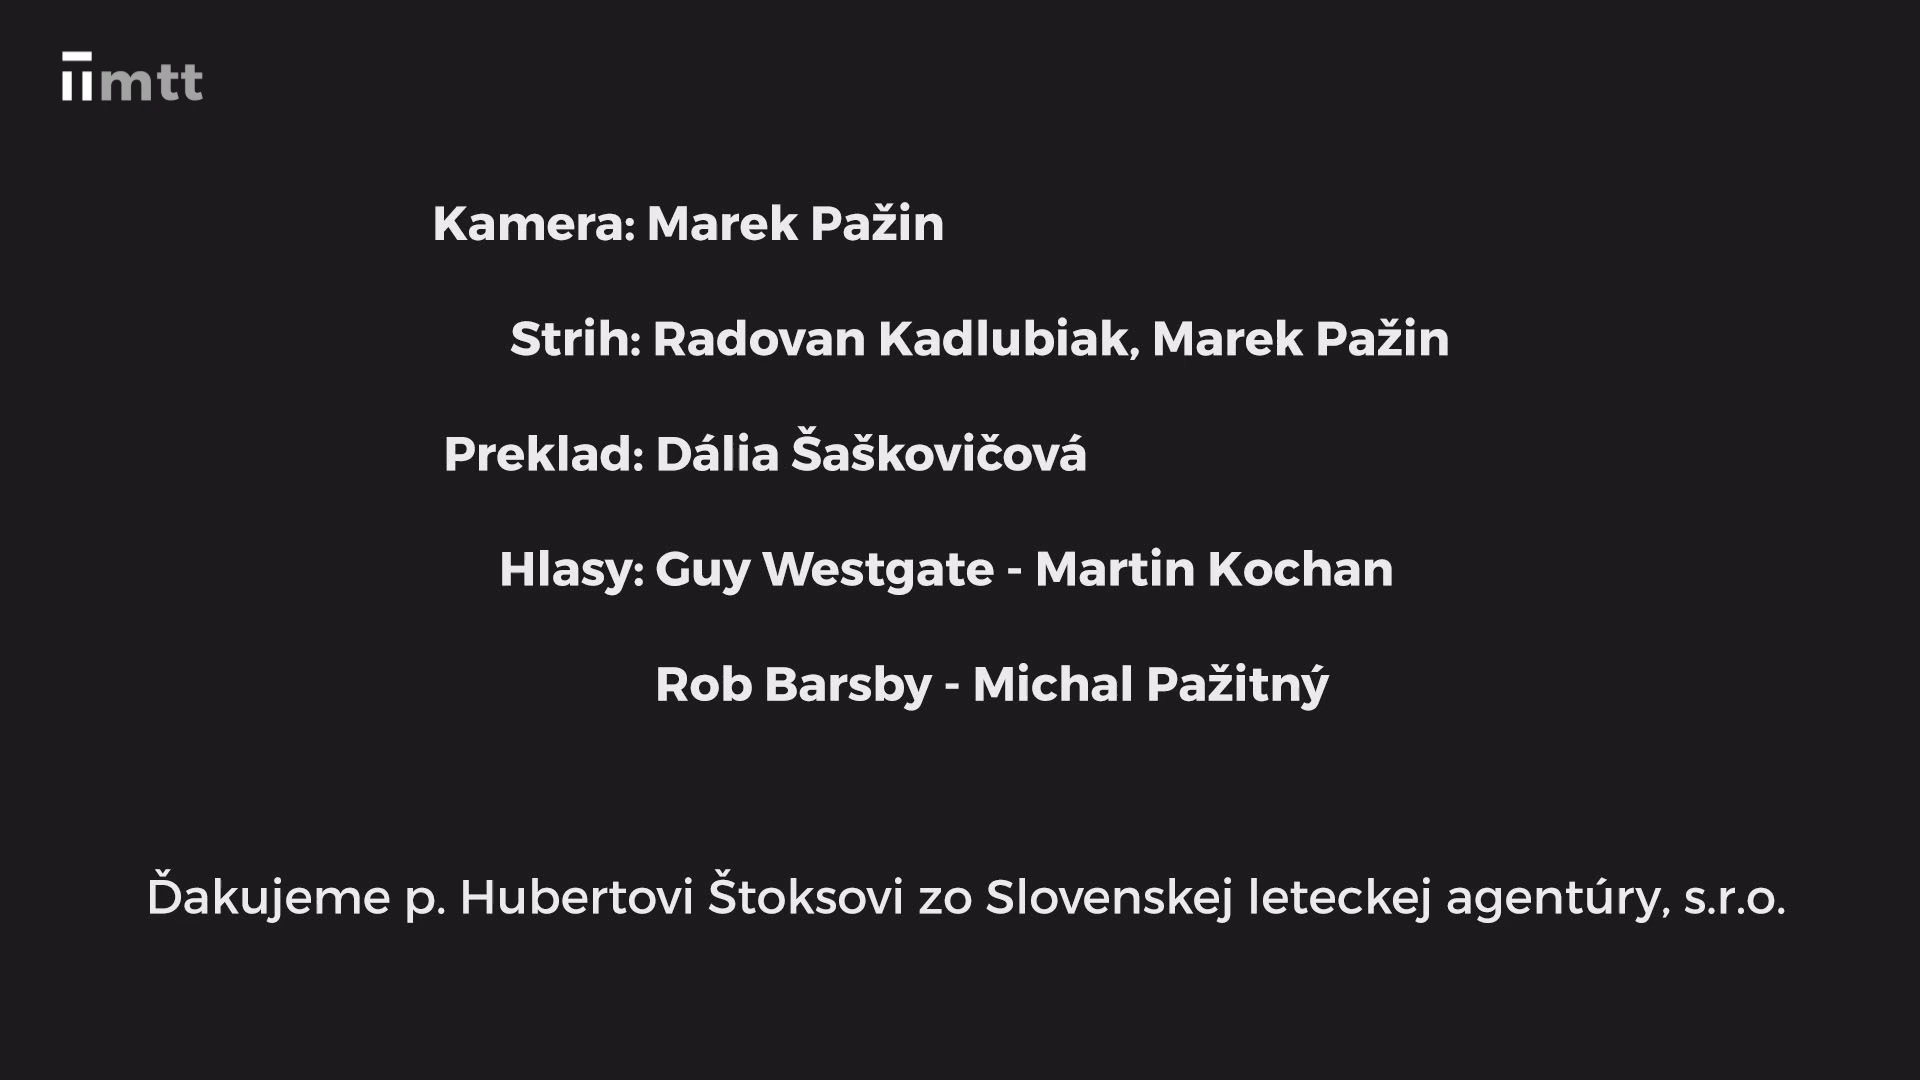 mtt
Kamera: Marek Pažin
Strih: Radovan Kadlubiak, Marek Pažin
Preklad: Dália Šaškovičová
Hlasy: Guy Westgate - Martin Kochan
Rob Barsby - Michal Pažitný
Ďakujeme p. Hubertovi Štoksovi zo Slovenskej leteckej agentúry, s.r.o.